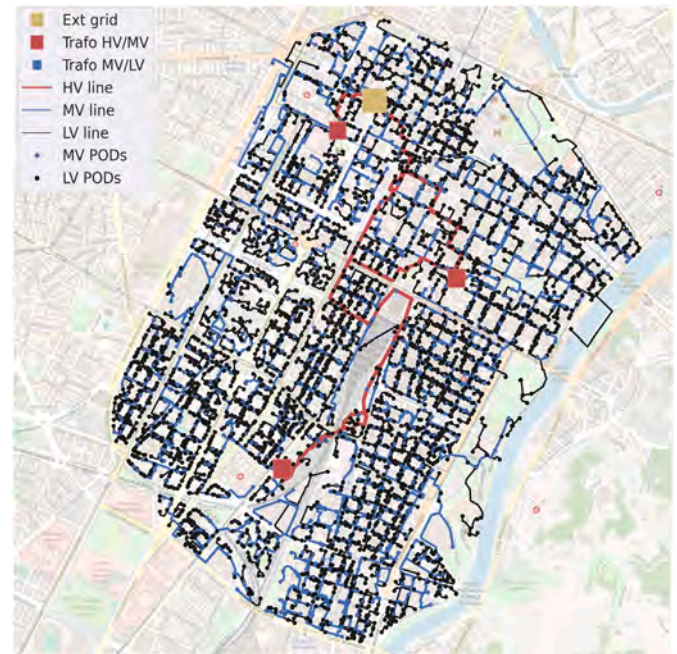 Ext grid
Trafo HV/MV
Trafo MV/LV
HV line
MV line
LV line
MV PODs
LV PODs